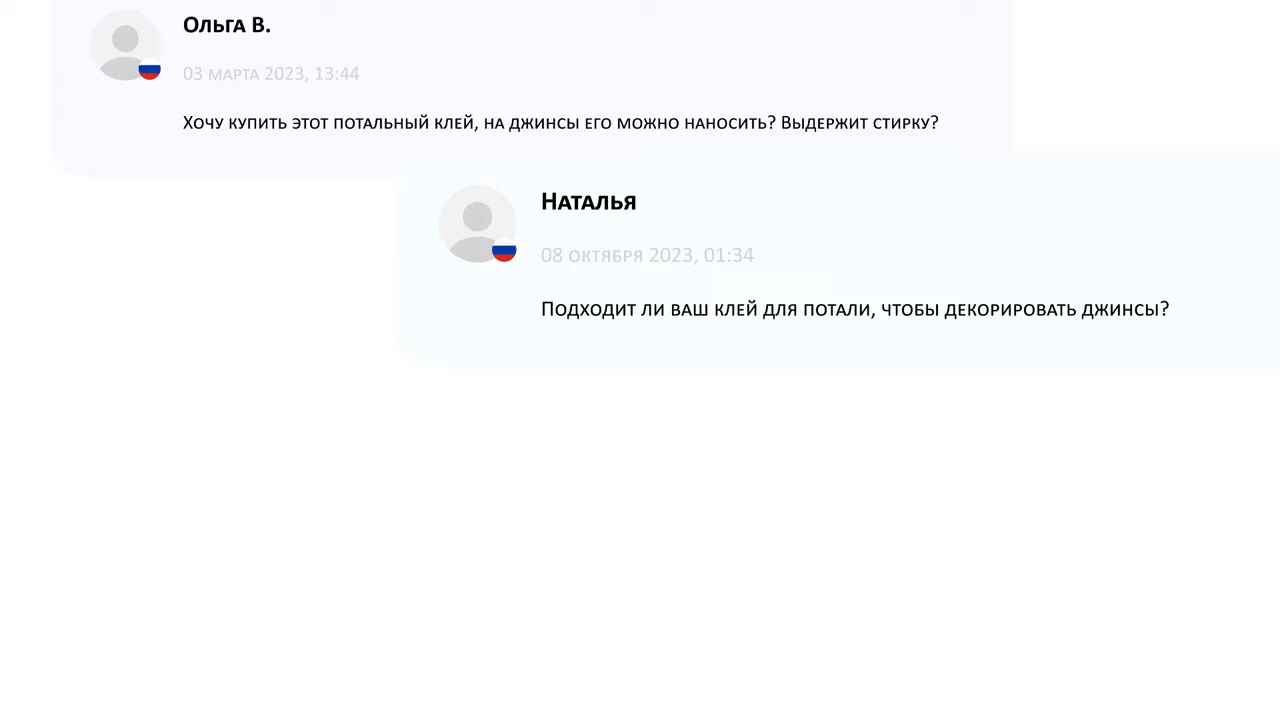 Ольга В.
03 марта 2023, 13:44
Хочу купить этот потальный клей, на джинсы его можно наносить? Выдержит стирку?
Наталья
08 октября 2023, 01:34
Подходит ли ваш клей для потали, чтобы декорировать джинсы?